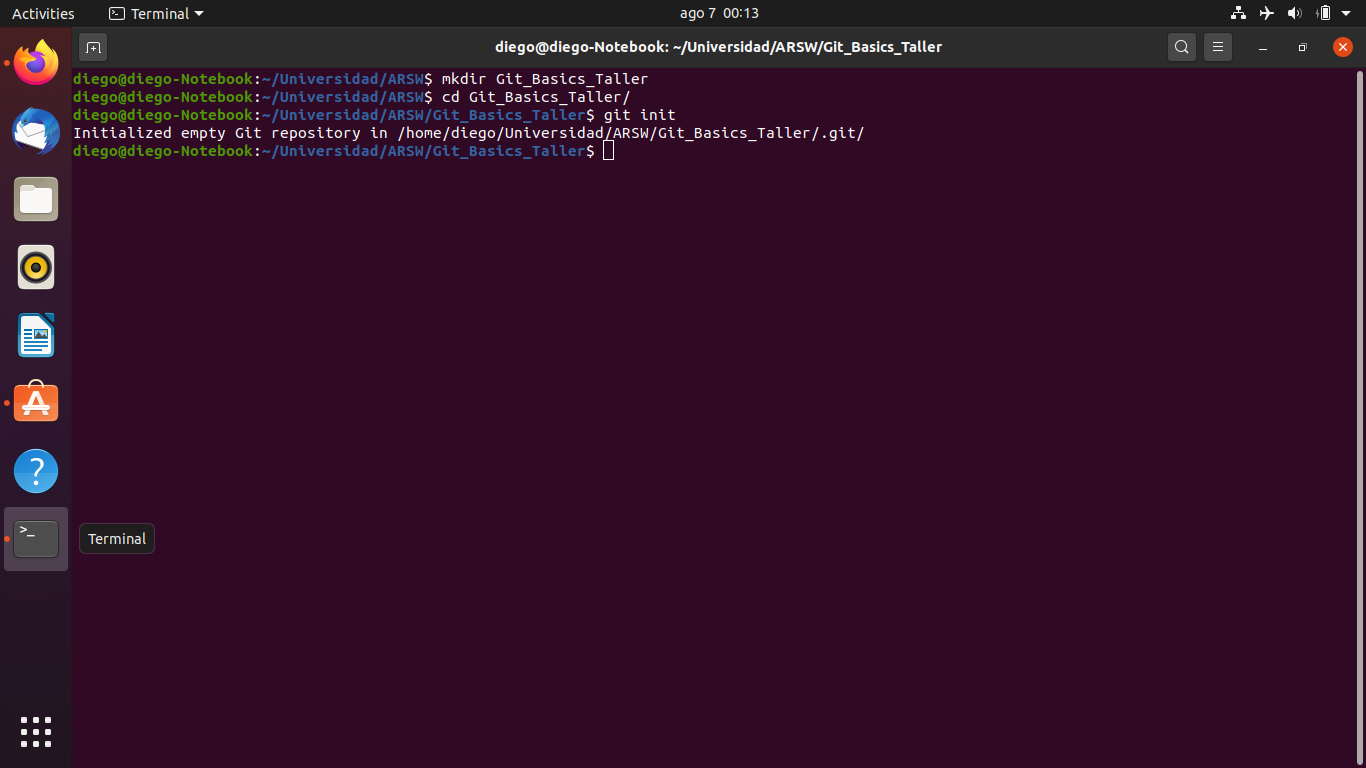 Activities
Terminal
ago 7 00:13
diego@diego-Notebook: ~/Universidad/ARSW/Git_Basics_Taller
diego@diego-Notebook:~/Universidad/ARSW$ mkdir Git_Basics_Taller
diego@diego-Notebook:~/Universidad/ARSW$ cd Git_Basics_Taller/
diego@diego-Notebook:~/Universidad/ARSW/Git_Basics_Taller$ git init
Initialized empty Git repository in /home/diego/Universidad/ARSW/Git_Basics_Taller/.git/
diego@diego-Notebook:~/Universidad/ARSW/Git_Basics_Taller$
Terminal